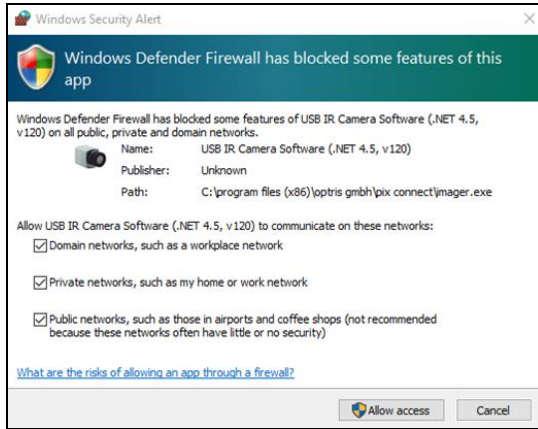 Windows Security Alert
Windows Defender Firewall has blocked some features of this
app
Windows Defender Firewall has blocked some features of USB IR Camera Software (.NET 4.5,
v120) on all public, private and domain networks.
Name: USB IR Camera Software (.NET 4.5, v120)
Publisher: Unknown
Path: C:\program files (x86)\optris gmbh\pix connect\imager.exe
Allow USB IR Camera Software (.NET 4.5, v120) to communicate on these networks:
Domain networks, such as a workplace network
Private networks, such as my home or work network
Public networks, such as those in airports and coffee shops (not recommended
because these networks often have little or no security)
What are the risks of allowing an app through a firewall?
Allow access Cancel